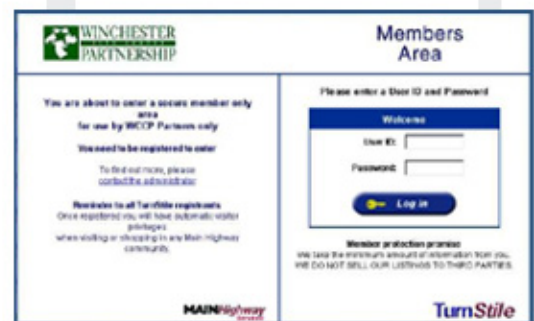 WINCHESTER
PARTNERSHIP
Members
Area
You are about to enter a secure member only
area
for use by WCCP Partners only
You need to be registered to enter
To find out more, please
contact the administrator
Reminder to all TurnStile registrants
Once registered you will have automatic visitor
privileges
when visiting or shopping in any Main Highway
community.
MAINHighway
Please enter a User ID and Password
Welcome
User ID:
Password:
Log in
Member protection promise
We take the minimum amount of information from you.
WE DO NOT SELL OUR LISTINGS TO THIRD PARTIES.
TurnStile